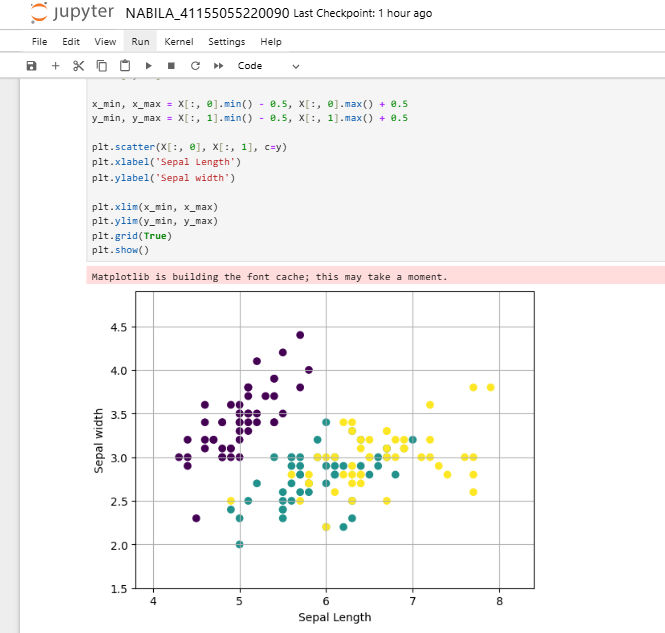 jupyter NABILA_41155055220090 Last Checkpoint: 1 hour ago
File Edit View Run Kernel Settings Help
Code
x_min, x_max = X[:, 0].min() - 0.5, X[:, 0].max() + 0.5
y_min, y_max = X[:, 1].min() - 0.5, X[:, 1].max() + 0.5
plt.scatter(X[:, 0], X[:, 1], c=y)
plt.xlabel('Sepal Length')
plt.ylabel('Sepal width')
plt.xlim(x_min, x_max)
plt.ylim(y_min, y_max)
plt.grid(True)
plt.show()
Matplotlib is building the font cache; this may take a moment.
4.5
4.0
3.5
3.0
2.5
2.0
1.5
Sepal width
4 5 6 7 8
Sepal Length